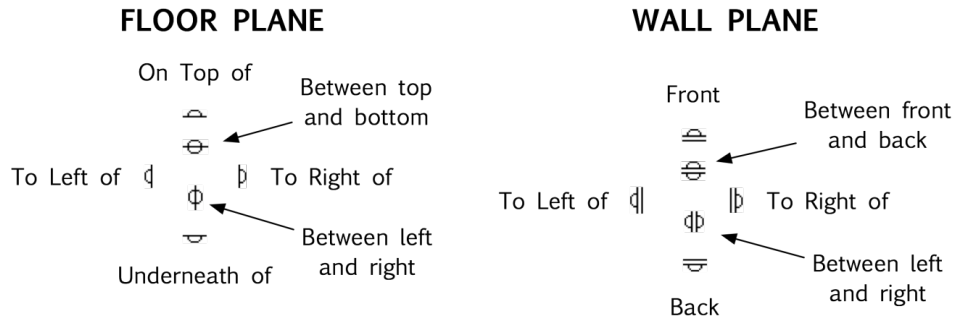 FLOOR PLANE
On Top of
Between top
and bottom
To Left of
To Right of
Between left
and right
Underneath of
WALL PLANE
Front
Between front
and back
To Left of
To Right of
Between left
and right
Back